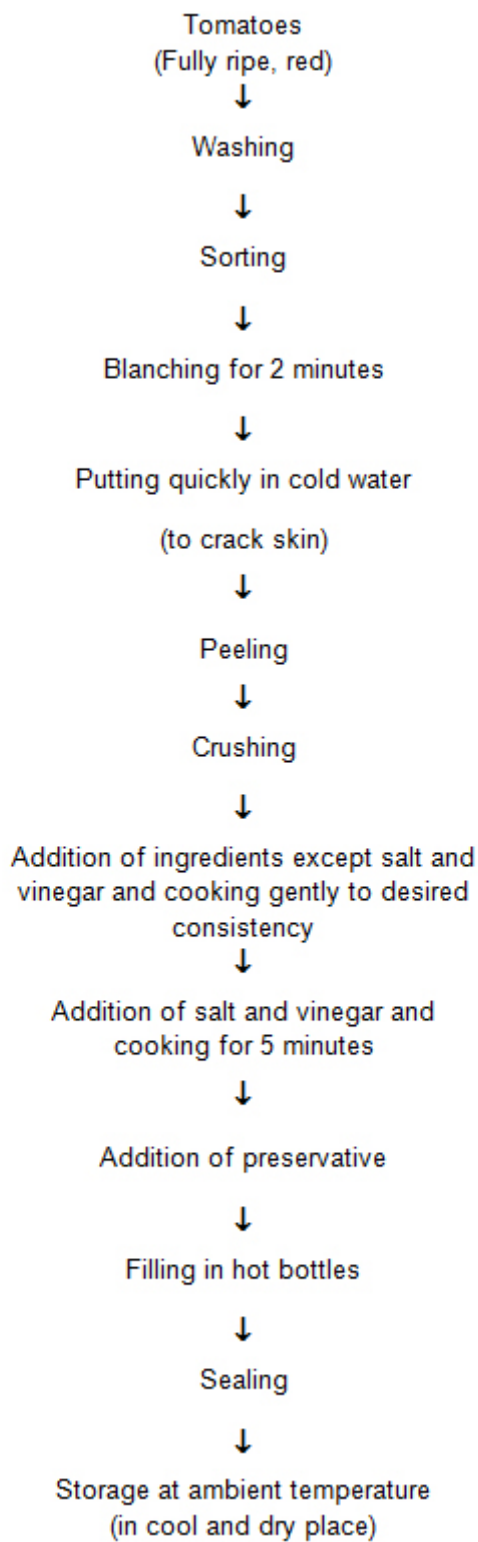 Tomatoes
(Fully ripe, red)
↓
Washing
↓
Sorting
↓
Blanching for 2 minutes
↓
Putting quickly in cold water
(to crack skin)
↓
Peeling
↓
Crushing
↓
Addition of ingredients except salt and
vinegar and cooking gently to desired
consistency
↓
Addition of salt and vinegar and
cooking for 5 minutes
↓
Addition of preservative
↓
Filling in hot bottles
↓
Sealing
↓
Storage at ambient temperature
(in cool and dry place)